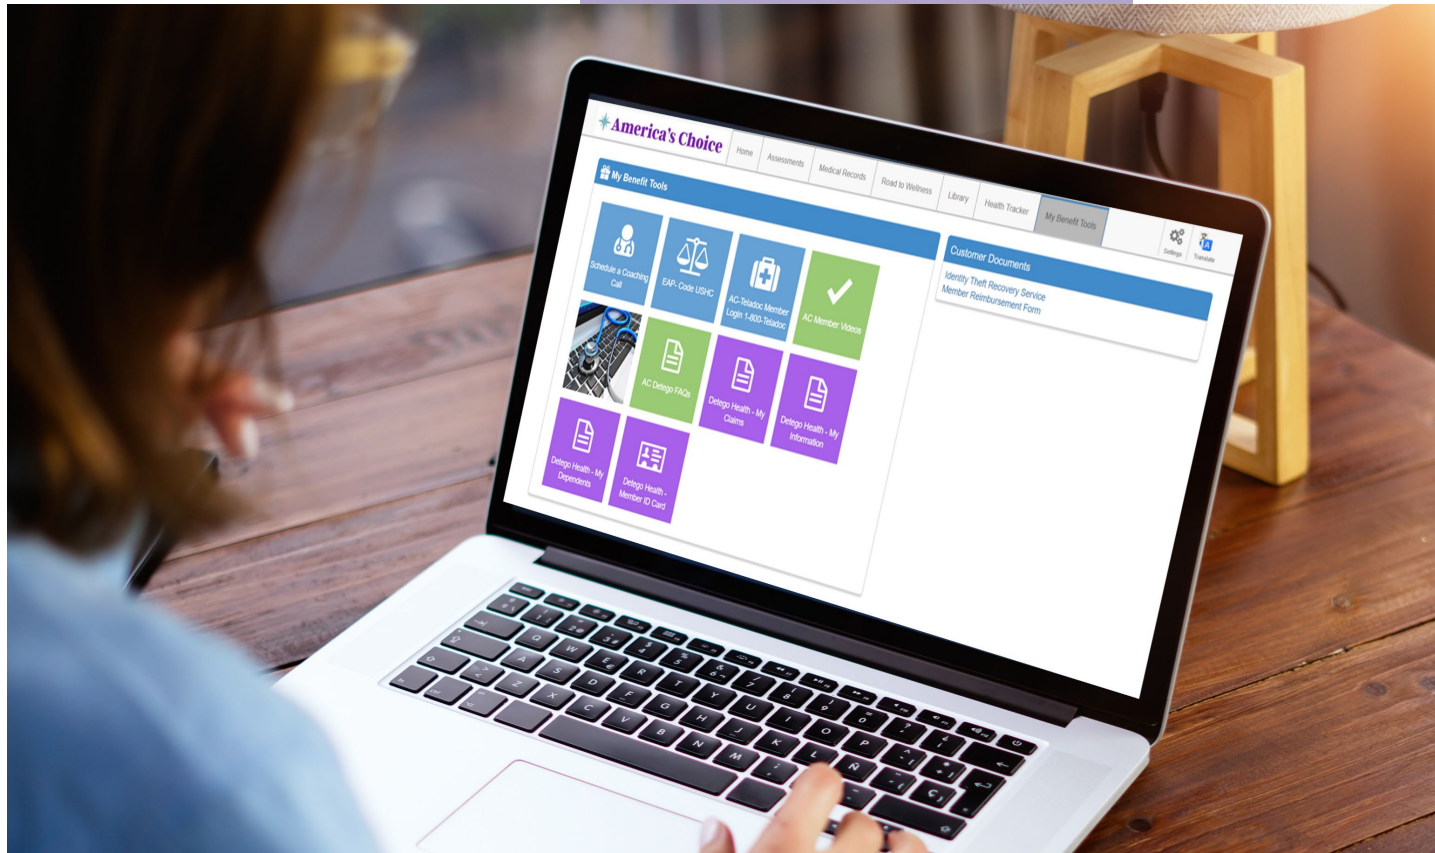 America's Choice
Home
Assessments
Medical Records
Road to Wellness
Library
Health Tracker
My Benefit Tools
Settings
Translate
My Benefit Tools
Schedule a Coaching
Call
EAP- Code USHC
AC-Teladoc Member
Login 1-800-Teladoc
AC Member Videos
AC Detego FAQs
Detego Health - My
Claims
Detego Health - My
Information
Detego Health - My
Dependents
Detego Health -
Member ID Card
Customer Documents
Identity Theft Recovery Service
Member Reimbursement Form